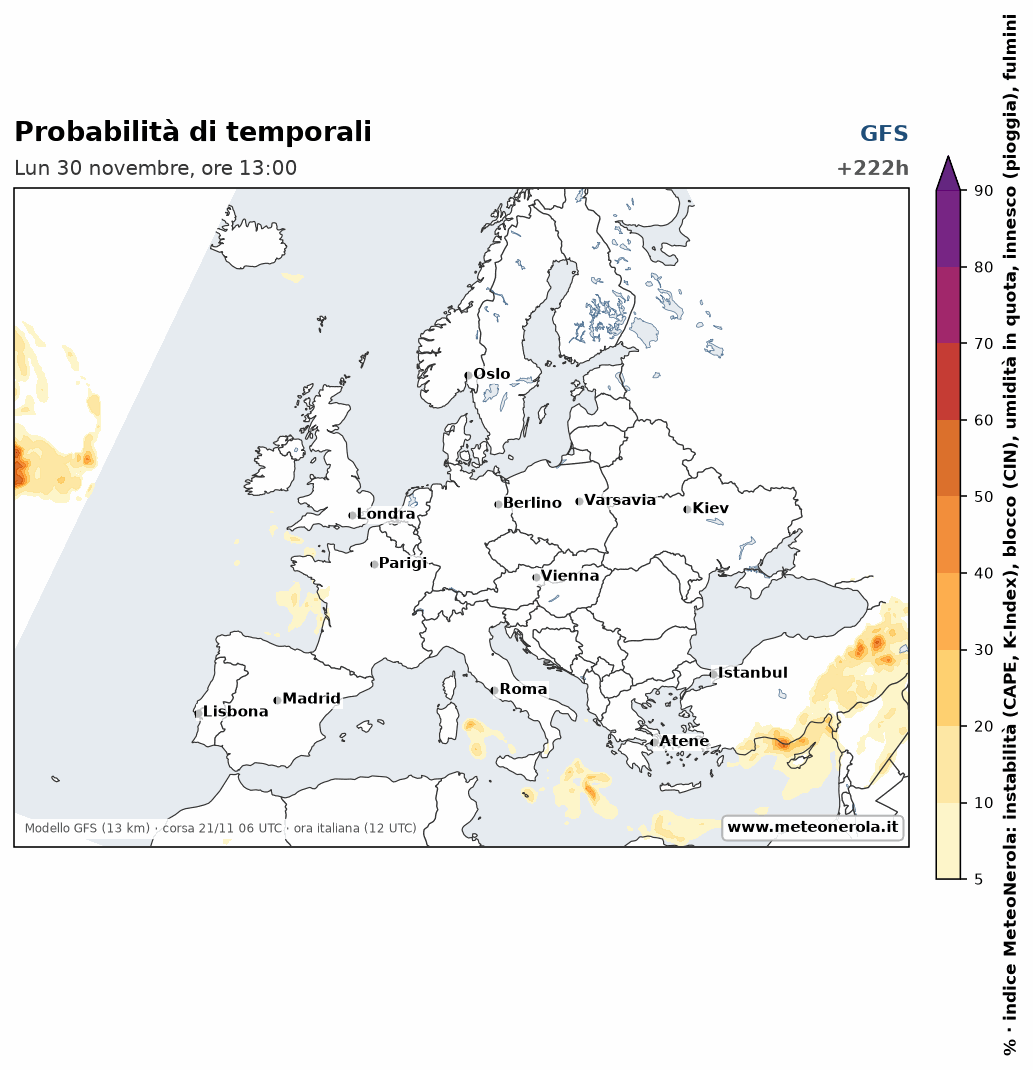 Probabilità di temporali
GFS
Lun 30 novembre, ore 13:00
+222h
Oslo
Londra
Berlino
Varsavia
Kiev
Parigi
Vienna
Istanbul
Madrid
Roma
Lisbona
Atene
Modello GFS (13 km) · corsa 21/11 06 UTC · ora italiana (12 UTC)
www.meteonerola.it
90
80
70
60
50
40
30
20
10
5
% · indice MeteoNerola: instabilità (CAPE, K-Index), blocco (CIN), umidità in quota, innesco (pioggia), fulmini